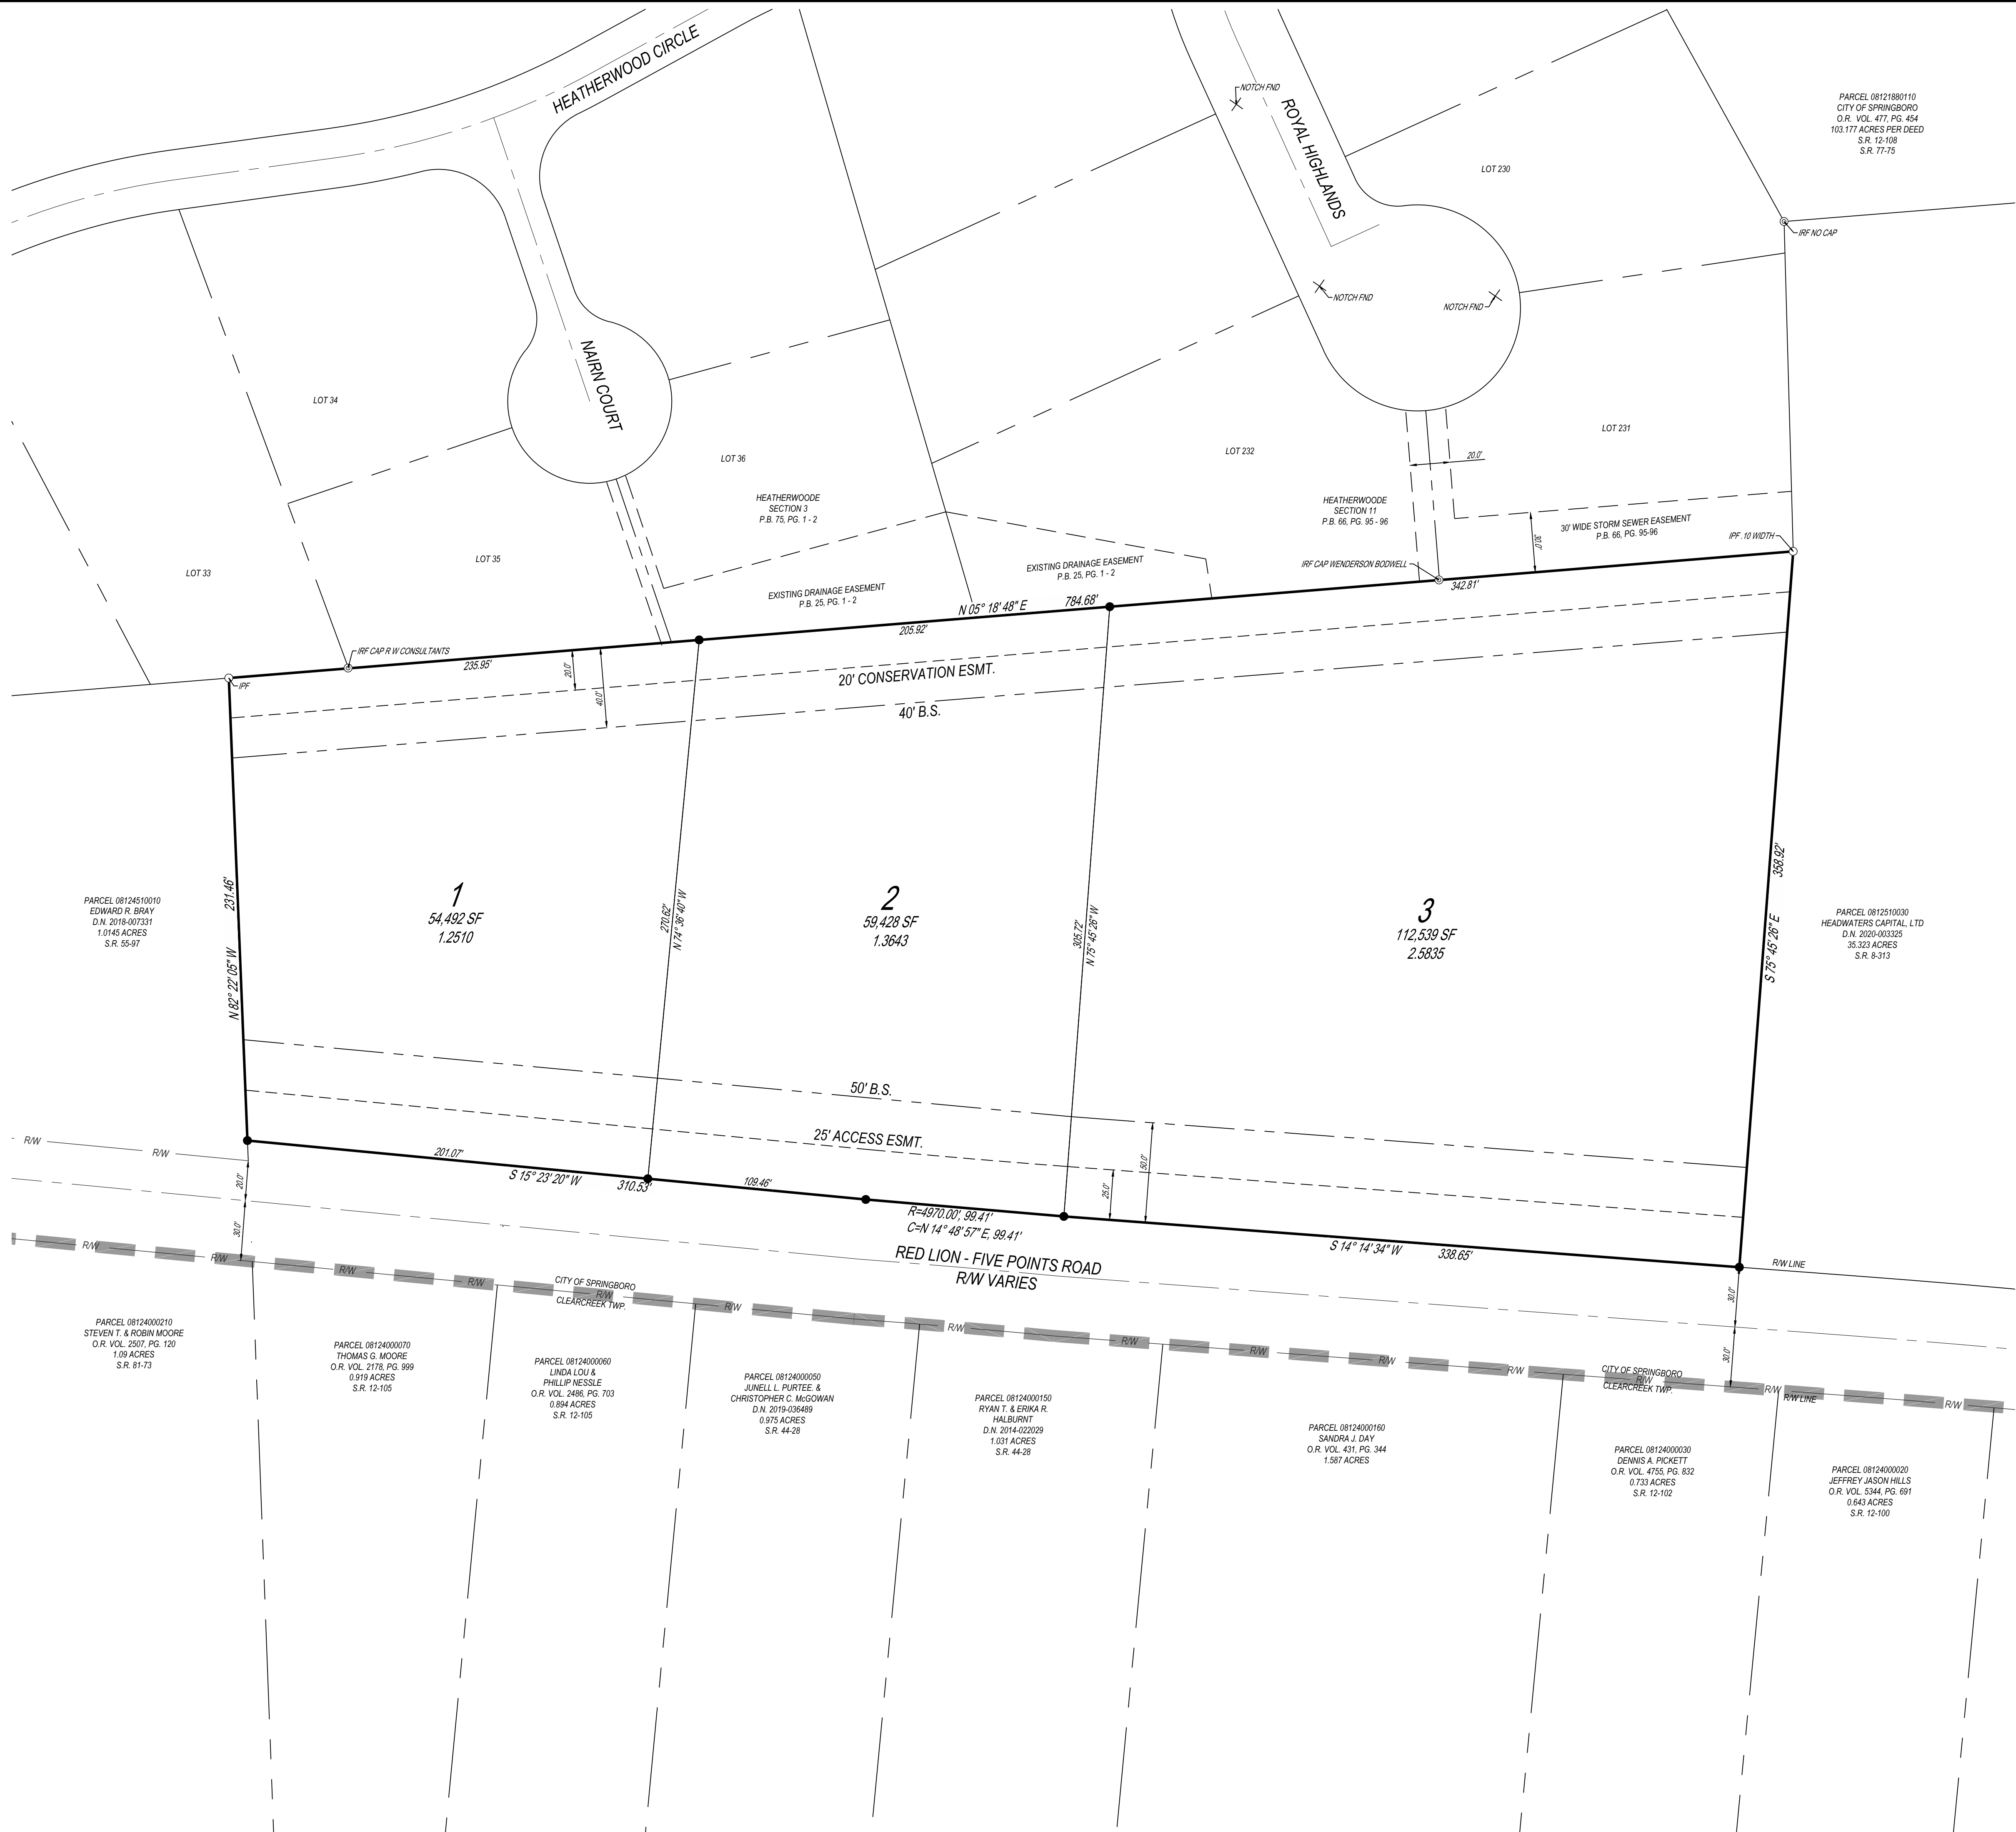 HEATHERWOOD CIRCLE
NOTCH FND
ROYAL HIGHLANDS
PARCEL 08121880110
CITY OF SPRINGBORO
O.R. VOL. 477, PG. 454
103.177 ACRES PER DEED
S.R. 12-108
S.R. 77-75
LOT 230
IRF NO CAP
NOTCH FND
NOTCH FND
NAIRN COURT
LOT 34
LOT 36
LOT 232
LOT 231
20.0'
HEATHERWOODE
SECTION 3
P.B. 75, PG. 1 - 2
HEATHERWOODE
SECTION 11
P.B. 66, PG. 95 - 96
30' WIDE STORM SEWER EASEMENT
P.B. 66, PG. 95-96
30.0'
IPF .10 WIDTH
LOT 33
LOT 35
EXISTING DRAINAGE EASEMENT
P.B. 25, PG. 1 - 2
EXISTING DRAINAGE EASEMENT
P.B. 25, PG. 1 - 2
IRF CAP WENDERSON BODWELL
342.81'
N 05° 18' 48" E
784.68'
205.92'
IRF CAP R W CONSULTANTS
235.95'
IPF
20.0'
40.0'
20' CONSERVATION ESMT.
40' B.S.
231.46'
N 82° 22' 05" W
270.62'
N 74° 36' 40" W
305.72'
N 75° 45' 26" W
358.92'
S 75° 45' 26" E
1
54,492 SF
1.2510
2
59,428 SF
1.3643
3
112,539 SF
2.5835
PARCEL 08124510010
EDWARD R. BRAY
D.N. 2018-007331
1.0145 ACRES
S.R. 55-97
PARCEL 0812510030
HEADWATERS CAPITAL, LTD
D.N. 2020-003325
35.323 ACRES
S.R. 8-313
50' B.S.
25' ACCESS ESMT.
50.0'
25.0'
R/W
R/W
201.07'
S 15° 23' 20" W
310.53'
109.46'
R=4970.00', 99.41'
C=N 14° 48' 57" E, 99.41'
S 14° 14' 34" W
338.65'
R/W LINE
20.0'
30.0'
RED LION - FIVE POINTS ROAD
R/W VARIES
30.0'
30.0'
R/W
R/W
R/W
R/W
CITY OF SPRINGBORO
R/W
CLEARCREEK TWP.
R/W
R/W
R/W
R/W
R/W
R/W
CITY OF SPRINGBORO
R/W
CLEARCREEK TWP.
R/W
R/W LINE
R/W
PARCEL 08124000210
STEVEN T. & ROBIN MOORE
O.R. VOL. 2507, PG. 120
1.09 ACRES
S.R. 81-73
PARCEL 08124000070
THOMAS G. MOORE
O.R. VOL. 2178, PG. 999
0.919 ACRES
S.R. 12-105
PARCEL 08124000060
LINDA LOU &
PHILLIP NESSLE
O.R. VOL. 2486, PG. 703
0.894 ACRES
S.R. 12-105
PARCEL 08124000050
JUNELL L. PURTEE. &
CHRISTOPHER C. McGOWAN
D.N. 2019-036489
0.975 ACRES
S.R. 44-28
PARCEL 08124000150
RYAN T. & ERIKA R.
HALBURNT
D.N. 2014-022029
1.031 ACRES
S.R. 44-28
PARCEL 08124000160
SANDRA J. DAY
O.R. VOL. 431, PG. 344
1.587 ACRES
PARCEL 08124000030
DENNIS A. PICKETT
O.R. VOL. 4755, PG. 832
0.733 ACRES
S.R. 12-102
PARCEL 08124000020
JEFFREY JASON HILLS
O.R. VOL. 5344, PG. 691
0.643 ACRES
S.R. 12-100